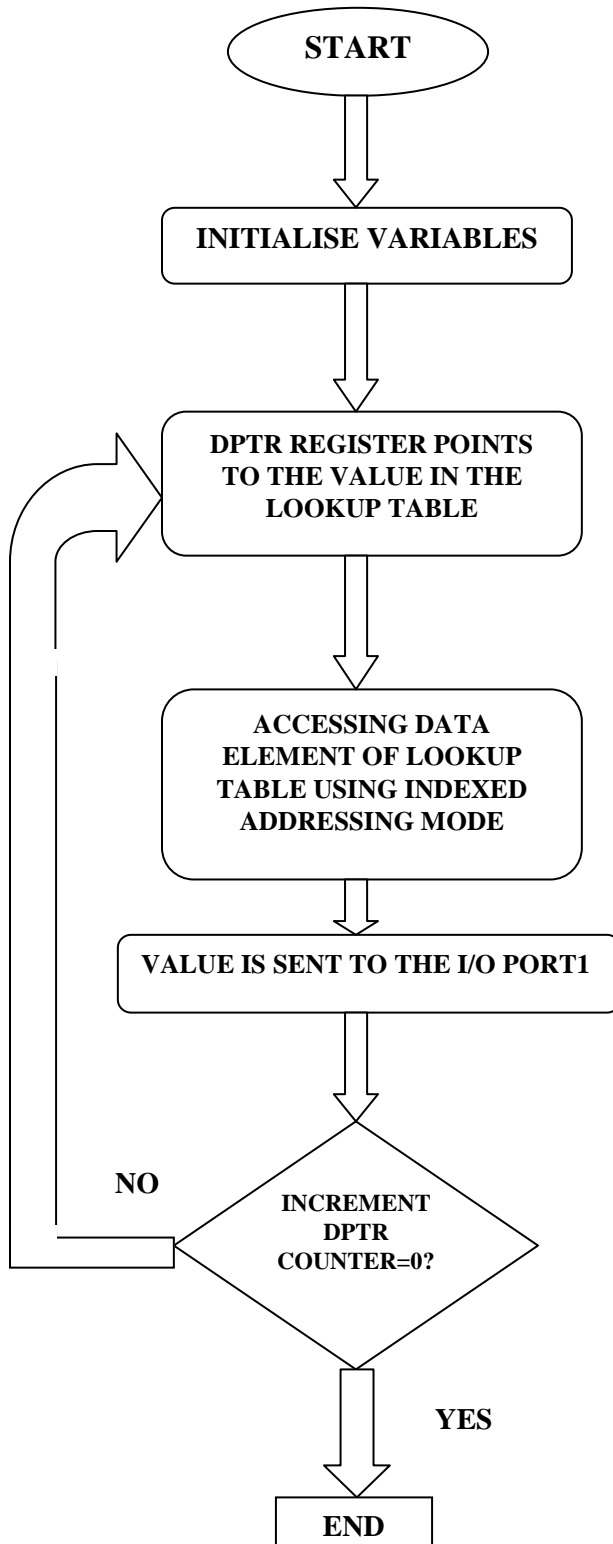 START
INITIALISE VARIABLES
DPTR REGISTER POINTS
TO THE VALUE IN THE
LOOKUP TABLE
ACCESSING DATA
ELEMENT OF LOOKUP
TABLE USING INDEXED
ADDRESSING MODE
VALUE IS SENT TO THE I/O PORT1
NO
INCREMENT
DPTR
COUNTER=0?
YES
END